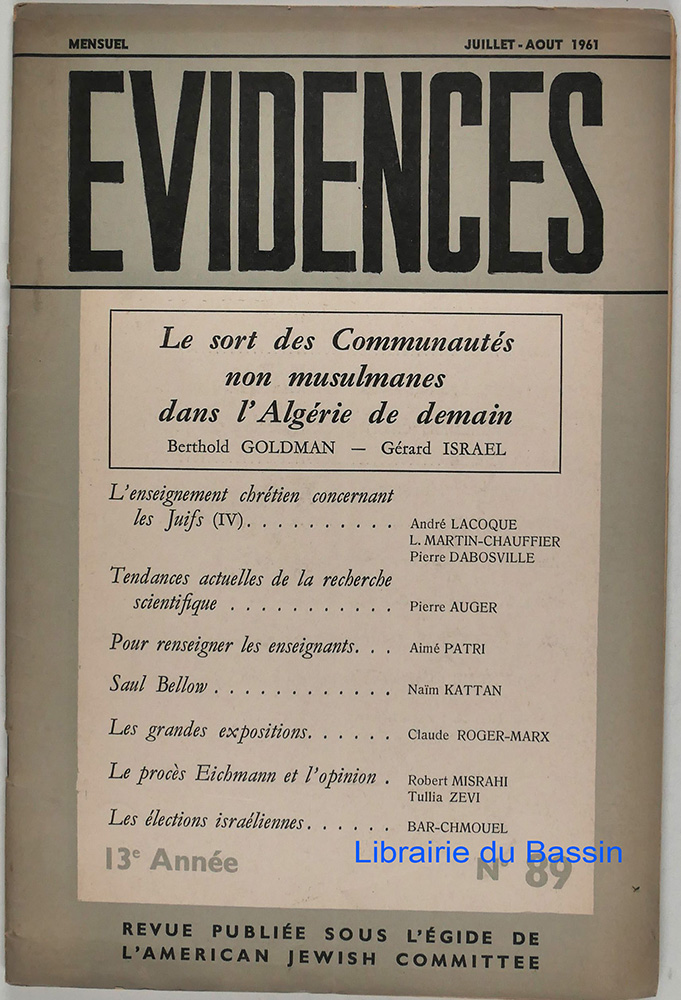 MENSUEL JUILLET - AOUT 1961
EVIDENCES
Le sort des Communautés
non musulmanes
dans l'Algérie de demain
Berthold GOLDMAN — Gérard ISRAEL
L'enseignement chrétien concernant
les Juifs (IV). . . . . . . . . . André LACOQUE
L. MARTIN-CHAUFFIER
Pierre DABOSVILLE
Tendances actuelles de la recherche
scientifique . . . . . . . . . . . . Pierre AUGER
Pour renseigner les enseignants. . . Aimé PATRI
Saul Bellow . . . . . . . . . . . . . Naïm KATTAN
Les grandes expositions. . . . . . Claude ROGER-MARX
Le procès Eichmann et l'opinion . Robert MISRAHI
Tullia ZEVI
Les élections israéliennes. . . . . . BAR-CHMOUEL
13e Année N° 89
Librairie du Bassin
REVUE PUBLIÉE SOUS L'ÉGIDE DE
L'AMERICAN JEWISH COMMITTEE